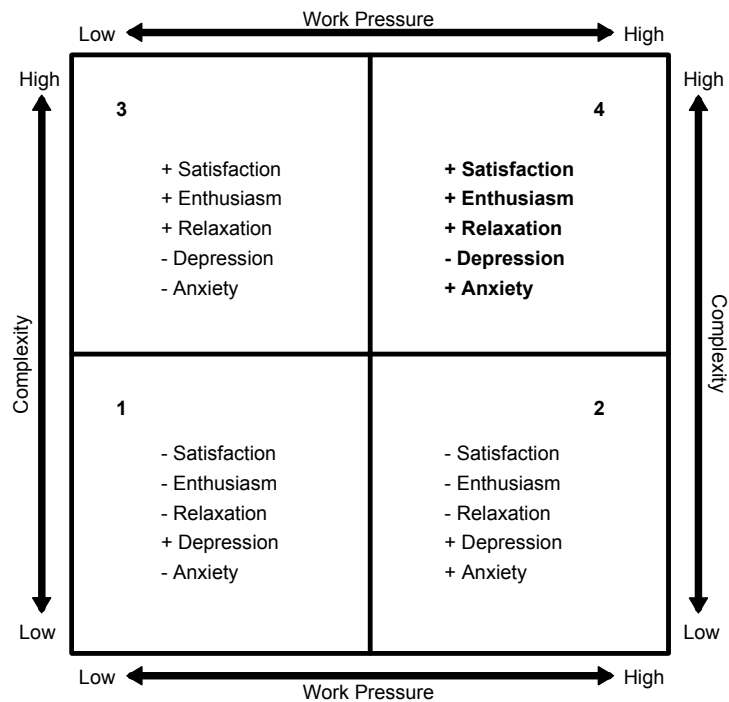 Work Pressure
Low High
High High
3 4
+ Satisfaction + Satisfaction
+ Enthusiasm + Enthusiasm
+ Relaxation + Relaxation
- Depression - Depression
- Anxiety + Anxiety
Complexity Complexity
1 2
- Satisfaction - Satisfaction
- Enthusiasm - Enthusiasm
- Relaxation - Relaxation
+ Depression + Depression
- Anxiety + Anxiety
Low Low
Low High
Work Pressure